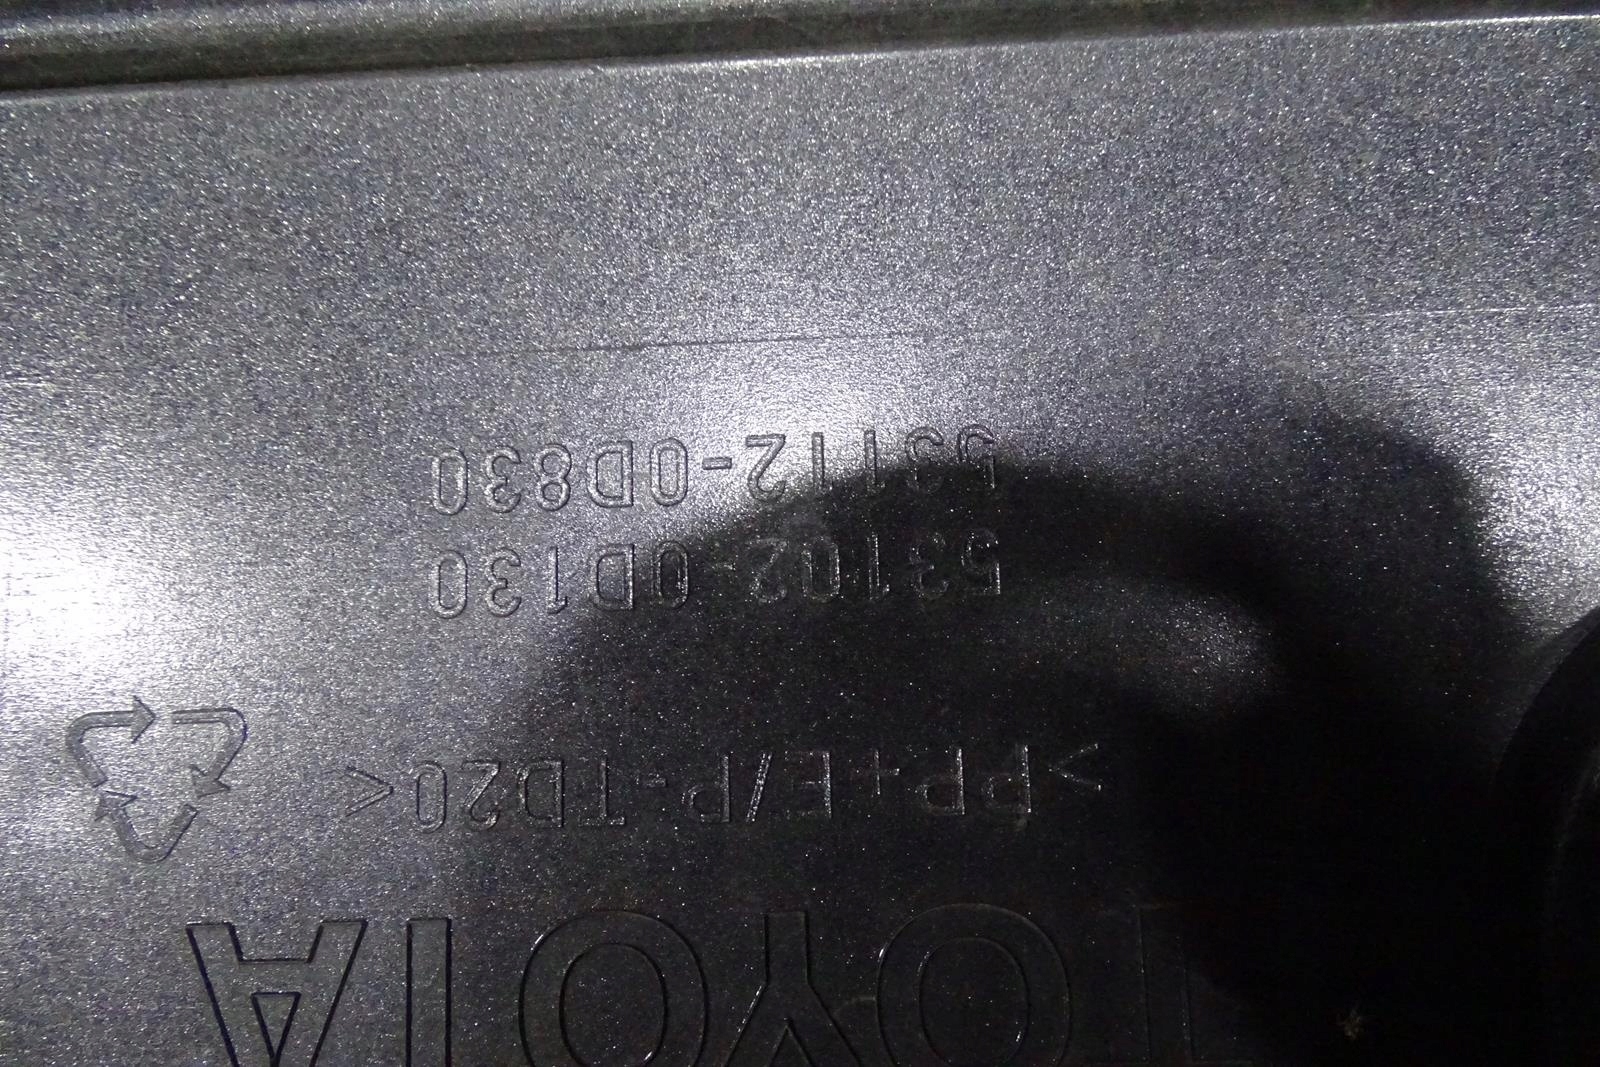 TOYOTA
>PP+E/P-TD20<
53102-0D130
53112-0D830